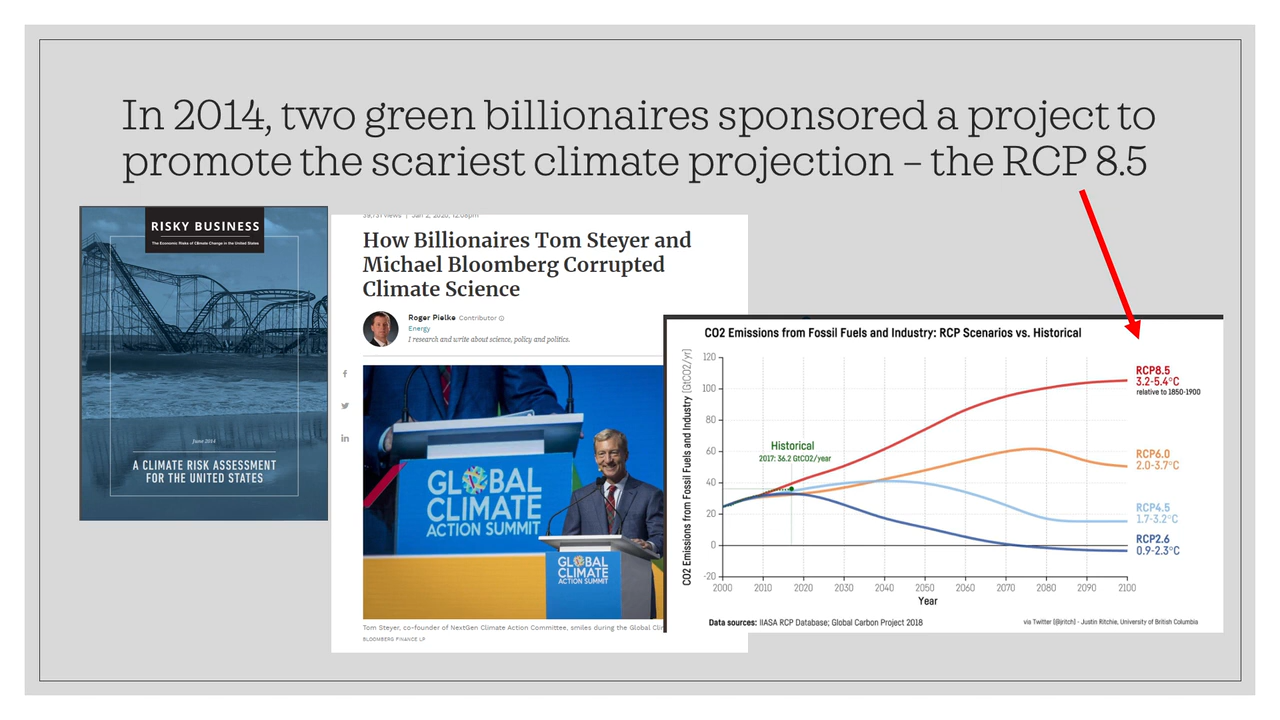 In 2014, two green billionaires sponsored a project to
promote the scariest climate projection – the RCP 8.5
RISKY BUSINESS
The Economic Risks of Climate Change in the United States
June 2014
A CLIMATE RISK ASSESSMENT
FOR THE UNITED STATES
views | Jan 2, 2020,
How Billionaires Tom Steyer and
Michael Bloomberg Corrupted
Climate Science
Roger Pielke Contributor
Energy
I research and write about science, policy and politics.
GLOBAL
CLIMATE
ACTION SUMMIT
GLOBAL
CLIMATE
ACTION SUMMIT
Tom Steyer, co-founder of NextGen Climate Action Committee, smiles during the Global
BLOOMBERG FINANCE LP
CO2 Emissions from Fossil Fuels and Industry: RCP Scenarios vs. Historical
CO2 Emissions from Fossil Fuels and Industry (GtCO2/yr)
120
100
80
60
40
20
0
-20
Historical
2017: 36.2 GtCO2/year
RCP8.5
3.2-5.4°C
relative to 1850-1900
RCP6.0
2.0-3.7°C
RCP4.5
1.7-3.2°C
RCP2.6
0.9-2.3°C
2000 2010 2020 2030 2040 2050 2060 2070 2080 2090 2100
Year
Data sources: IIASA RCP Database; Global Carbon Project 2018
via Twitter (@jritch) - Justin Ritchie, University of British Columbia